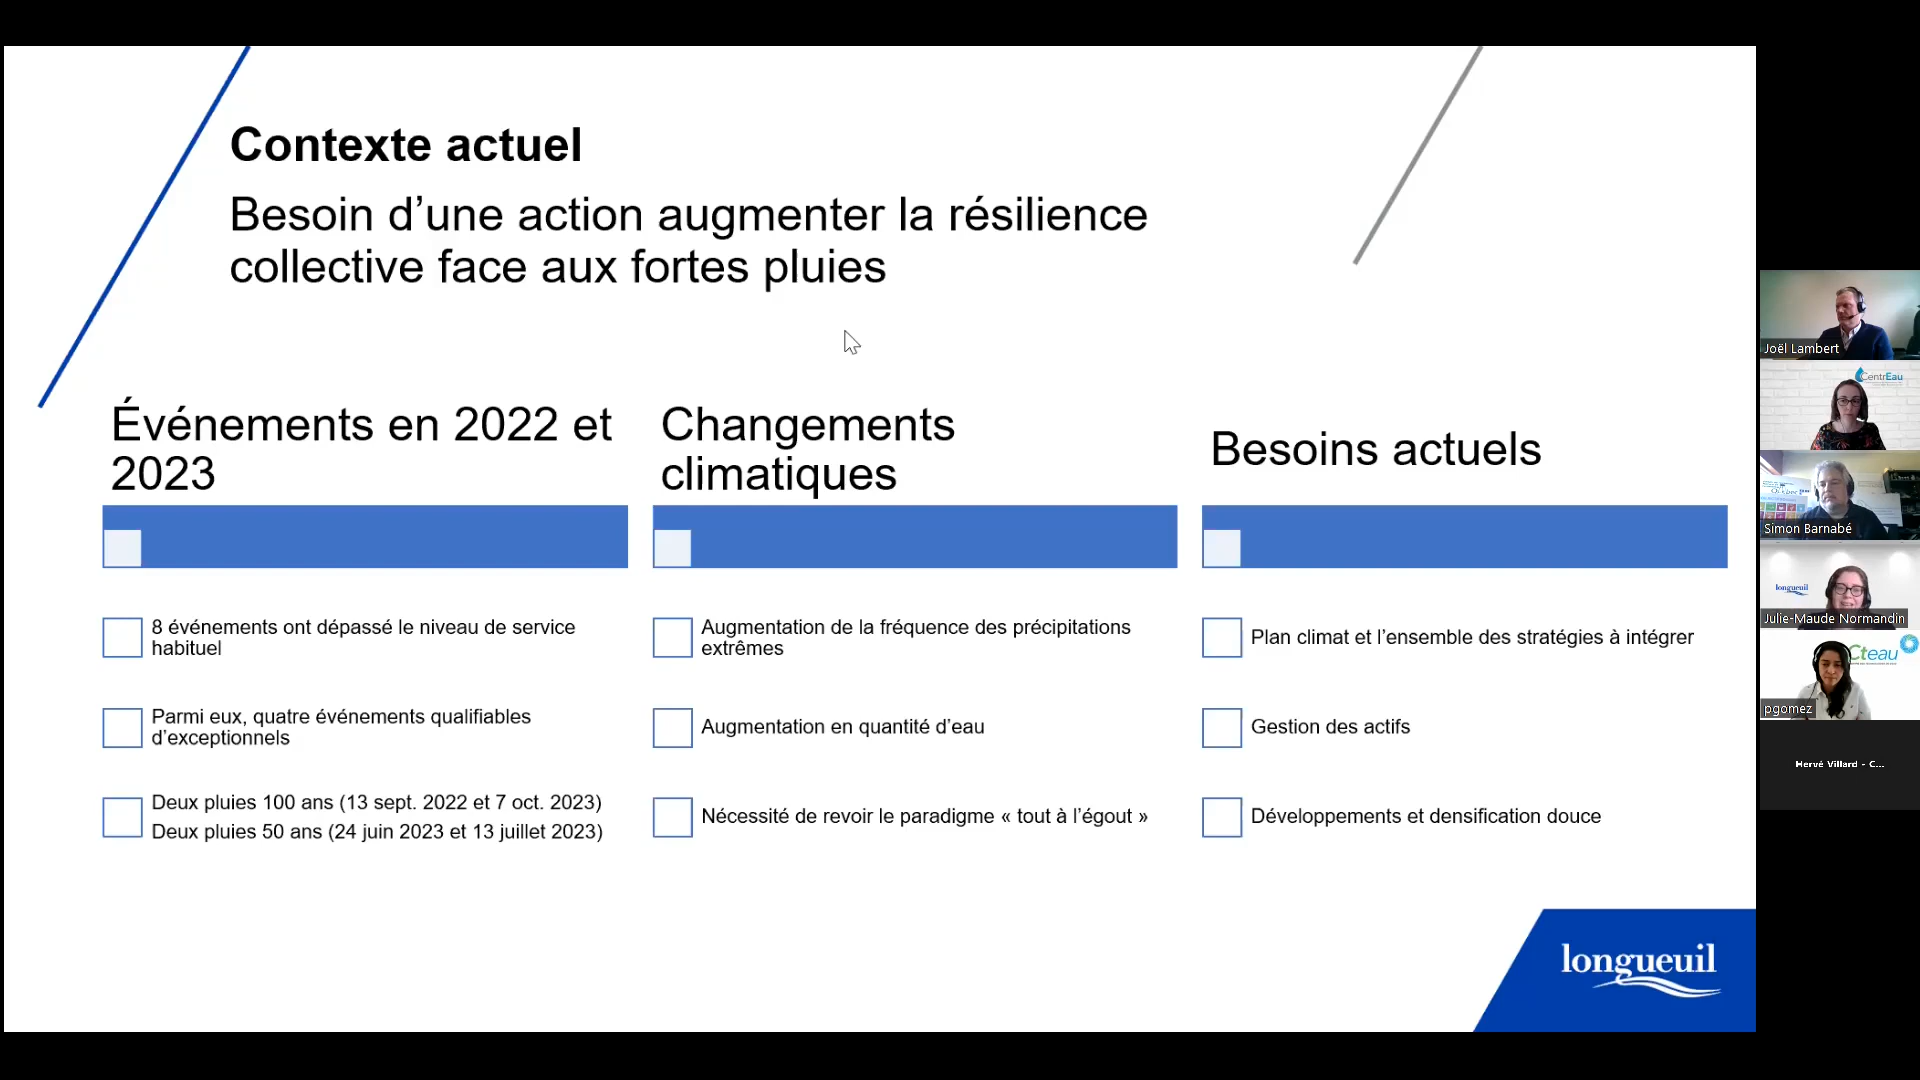 Contexte actuel
Besoin d’une action augmenter la résilience
collective face aux fortes pluies
Événements en 2022 et
2023
8 événements ont dépassé le niveau de service
habituel
Parmi eux, quatre événements qualifiables
d’exceptionnels
Deux pluies 100 ans (13 sept. 2022 et 7 oct. 2023)
Deux pluies 50 ans (24 juin 2023 et 13 juillet 2023)
Changements
climatiques
Augmentation de la fréquence des précipitations
extrêmes
Augmentation en quantité d’eau
Nécessité de revoir le paradigme « tout à l’égout »
Besoins actuels
Plan climat et l’ensemble des stratégies à intégrer
Gestion des actifs
Développements et densification douce
longueuil
Joël Lambert
CentrEau
Québec
Simon Barnabé
longueuil
Julie-Maude Normandin
Cteau
pgomez
Hervé Villard - C...